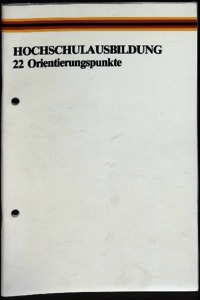 HOCHSCHULAUSBILDUNG
22 Orientierungspunkte